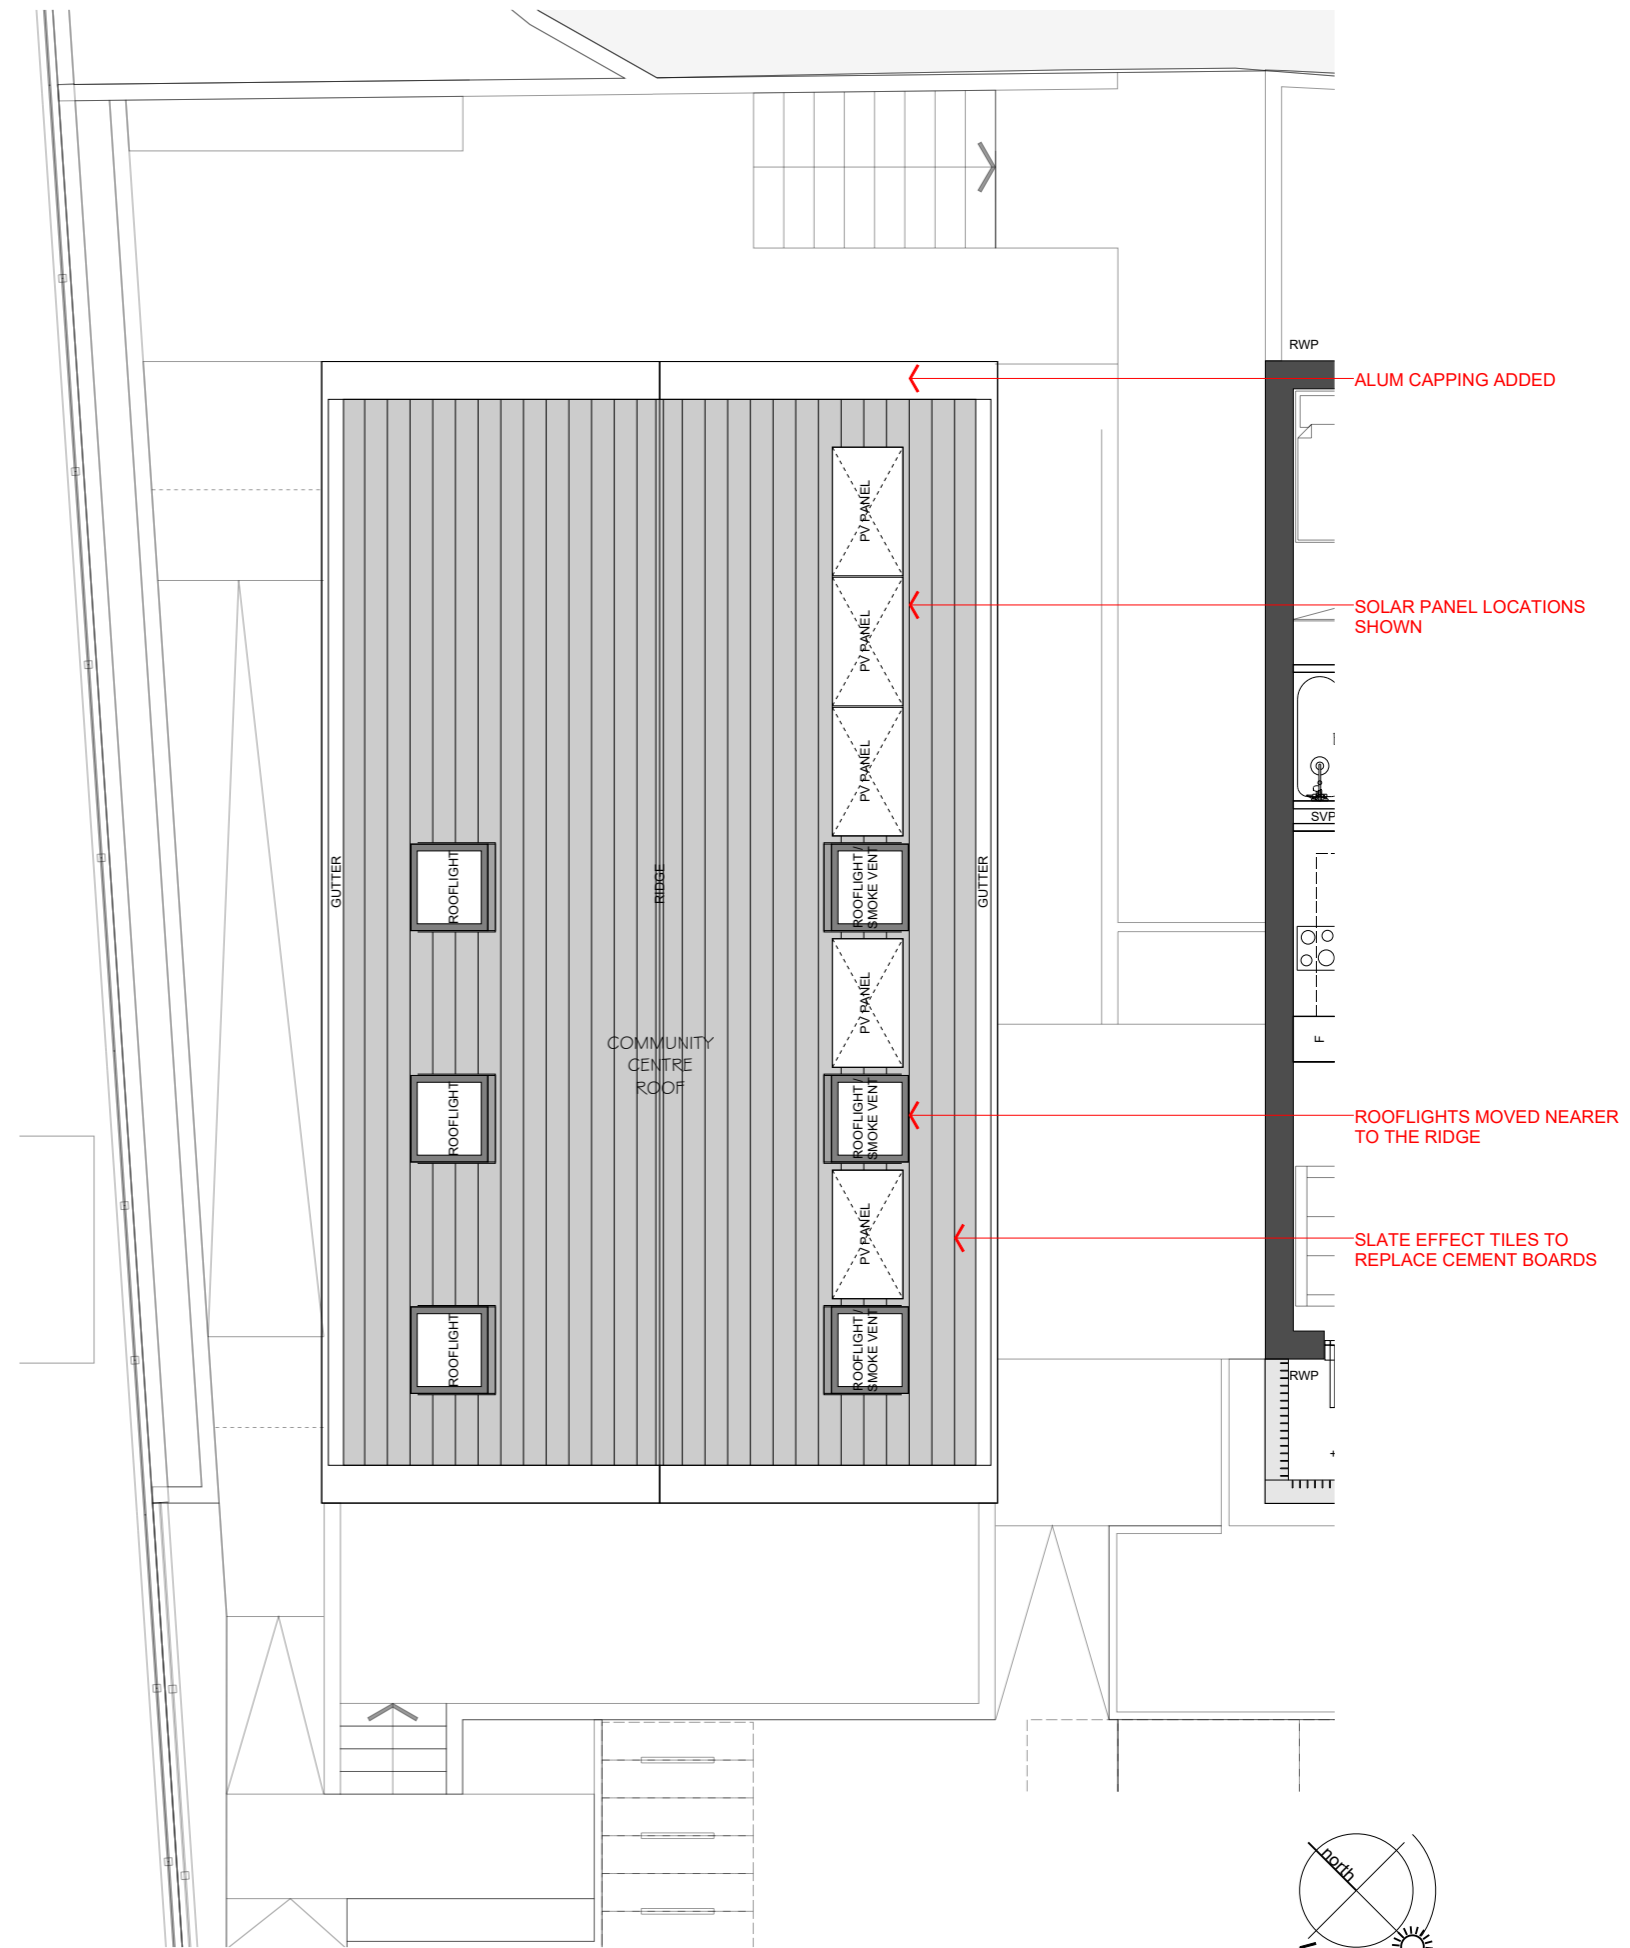 RWP
ALUM CAPPING ADDED
PV PANEL
SOLAR PANEL LOCATIONS
SHOWN
PV PANEL
PV PANEL
SVP
GUTTER
ROOFLIGHT
RIDGE
ROOFLIGHT /
SMOKE VENT
GUTTER
PV PANEL
F
COMMUNITY
CENTRE
ROOF
ROOFLIGHT
ROOFLIGHT /
SMOKE VENT
ROOFLIGHTS MOVED NEARER
TO THE RIDGE
PV PANEL
SLATE EFFECT TILES TO
REPLACE CEMENT BOARDS
ROOFLIGHT
ROOFLIGHT /
SMOKE VENT
RWP
north